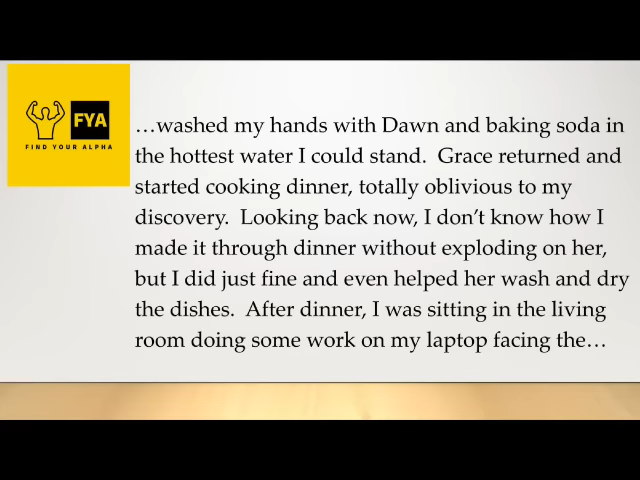 FYA
FIND YOUR ALPHA
…washed my hands with Dawn and baking soda in
the hottest water I could stand.  Grace returned and
started cooking dinner, totally oblivious to my
discovery.  Looking back now, I don’t know how I
made it through dinner without exploding on her,
but I did just fine and even helped her wash and dry
the dishes.  After dinner, I was sitting in the living
room doing some work on my laptop facing the…